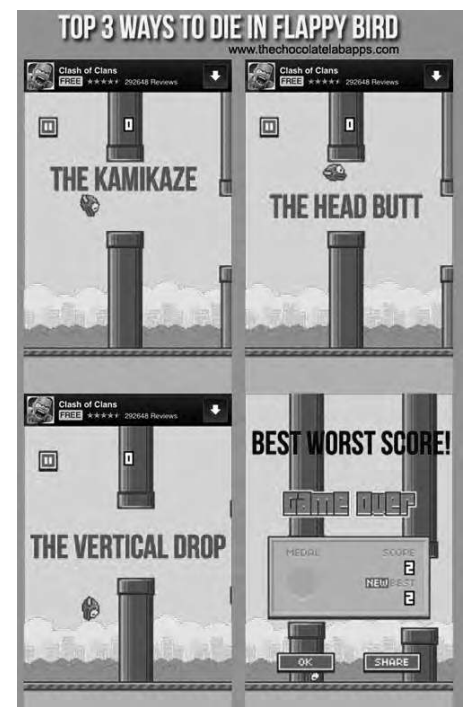 TOP 3 WAYS TO DIE IN FLAPPY BIRD
www.thechocolatelabapps.com
Clash of Clans
FREE 292648 Reviews
0
THE KAMIKAZE
Clash of Clans
FREE 292648 Reviews
0
THE HEAD BUTT
Clash of Clans
FREE 292648 Reviews
0
THE VERTICAL DROP
BEST WORST SCORE!
Game Over
MEDAL SCORE
2
NEW BEST
2
OK SHARE